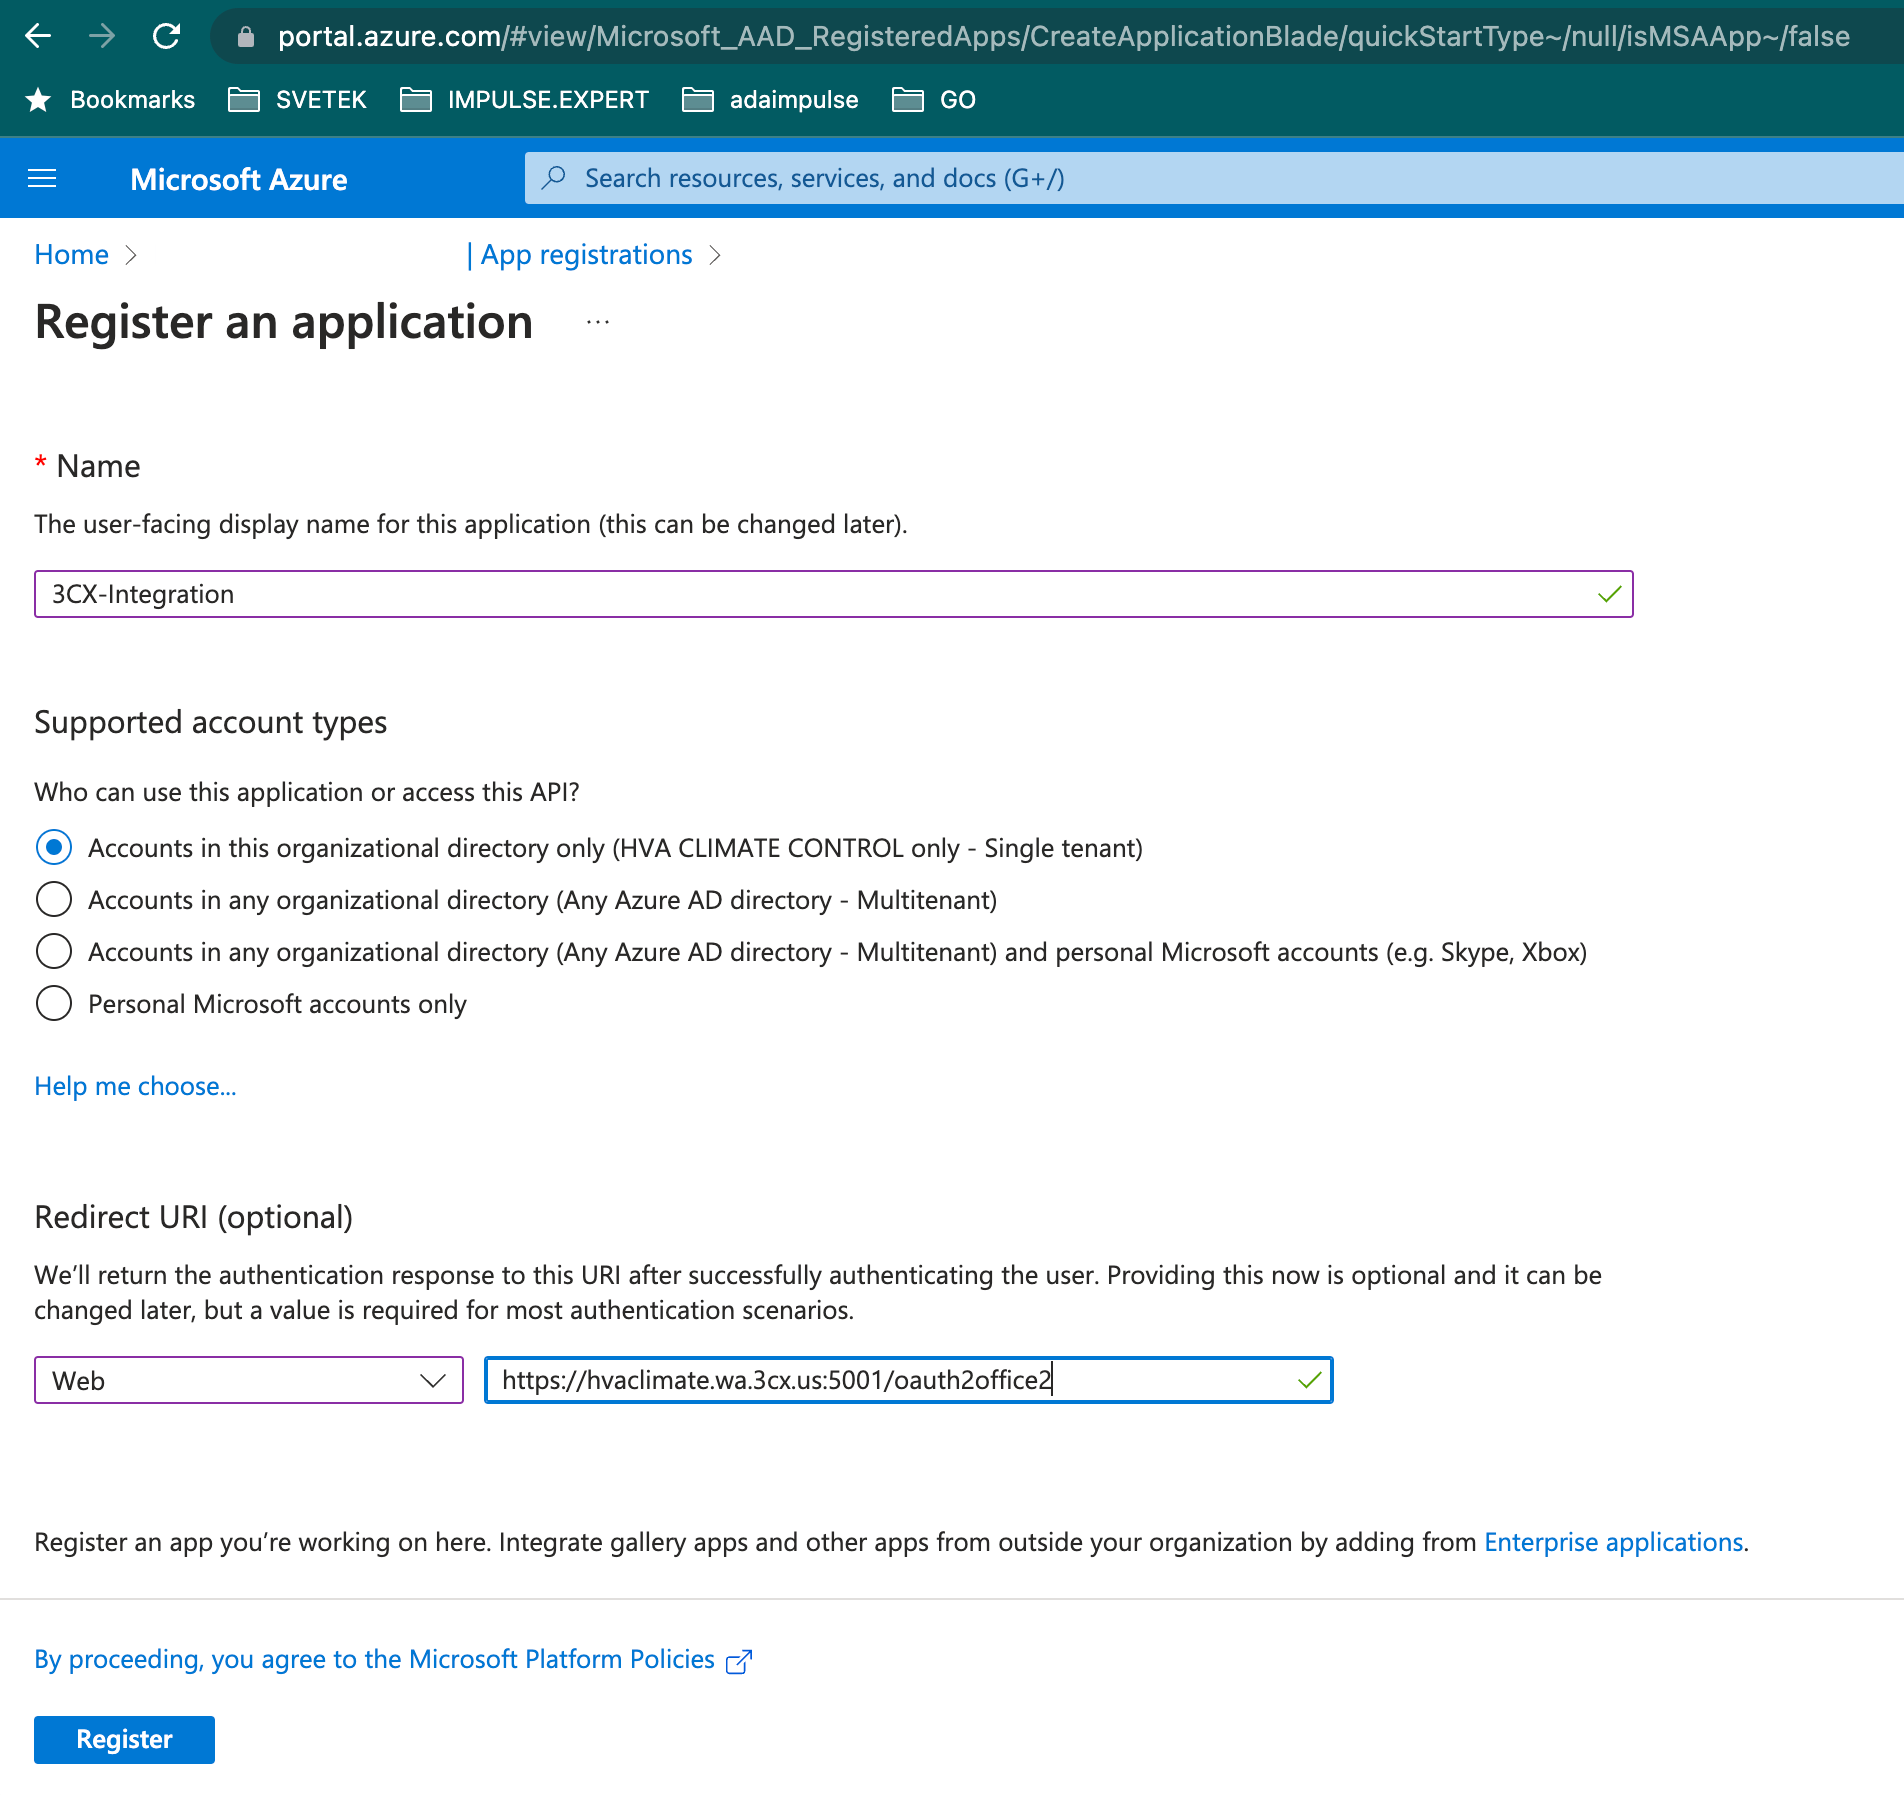 portal.azure.com/#view/Microsoft_AAD_RegisteredApps/CreateApplicationBlade/quickStartType~/null/isMSAApp~/false
Bookmarks SVETEK IMPULSE.EXPERT adaimpulse GO
Microsoft Azure Search resources, services, and docs (G+/)
Home > | App registrations >
Register an application ...
* Name
The user-facing display name for this application (this can be changed later).
3CX-Integration
Supported account types
Who can use this application or access this API?
Accounts in this organizational directory only (HVA CLIMATE CONTROL only - Single tenant)
Accounts in any organizational directory (Any Azure AD directory - Multitenant)
Accounts in any organizational directory (Any Azure AD directory - Multitenant) and personal Microsoft accounts (e.g. Skype, Xbox)
Personal Microsoft accounts only
Help me choose...
Redirect URI (optional)
We’ll return the authentication response to this URI after successfully authenticating the user. Providing this now is optional and it can be
changed later, but a value is required for most authentication scenarios.
Web https://hvaclimate.wa.3cx.us:5001/oauth2office2
Register an app you’re working on here. Integrate gallery apps and other apps from outside your organization by adding from Enterprise applications.
By proceeding, you agree to the Microsoft Platform Policies
Register